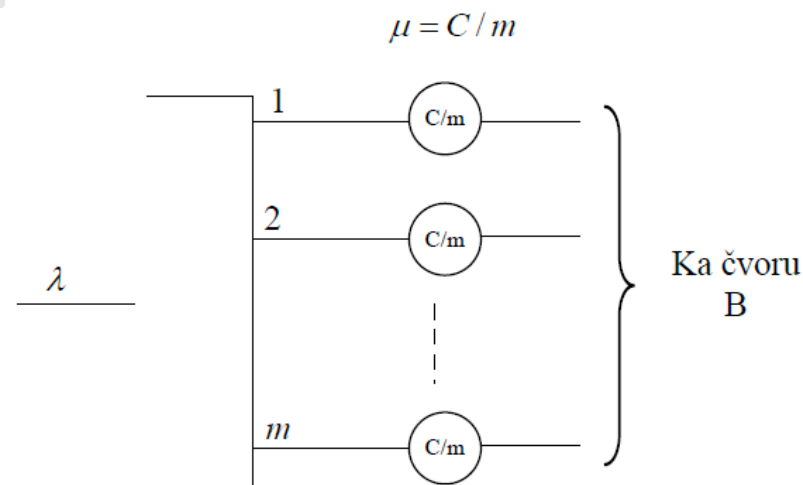 μ = C / m
1
C/m
2
C/m
λ
Ka čvoru
B
m
C/m